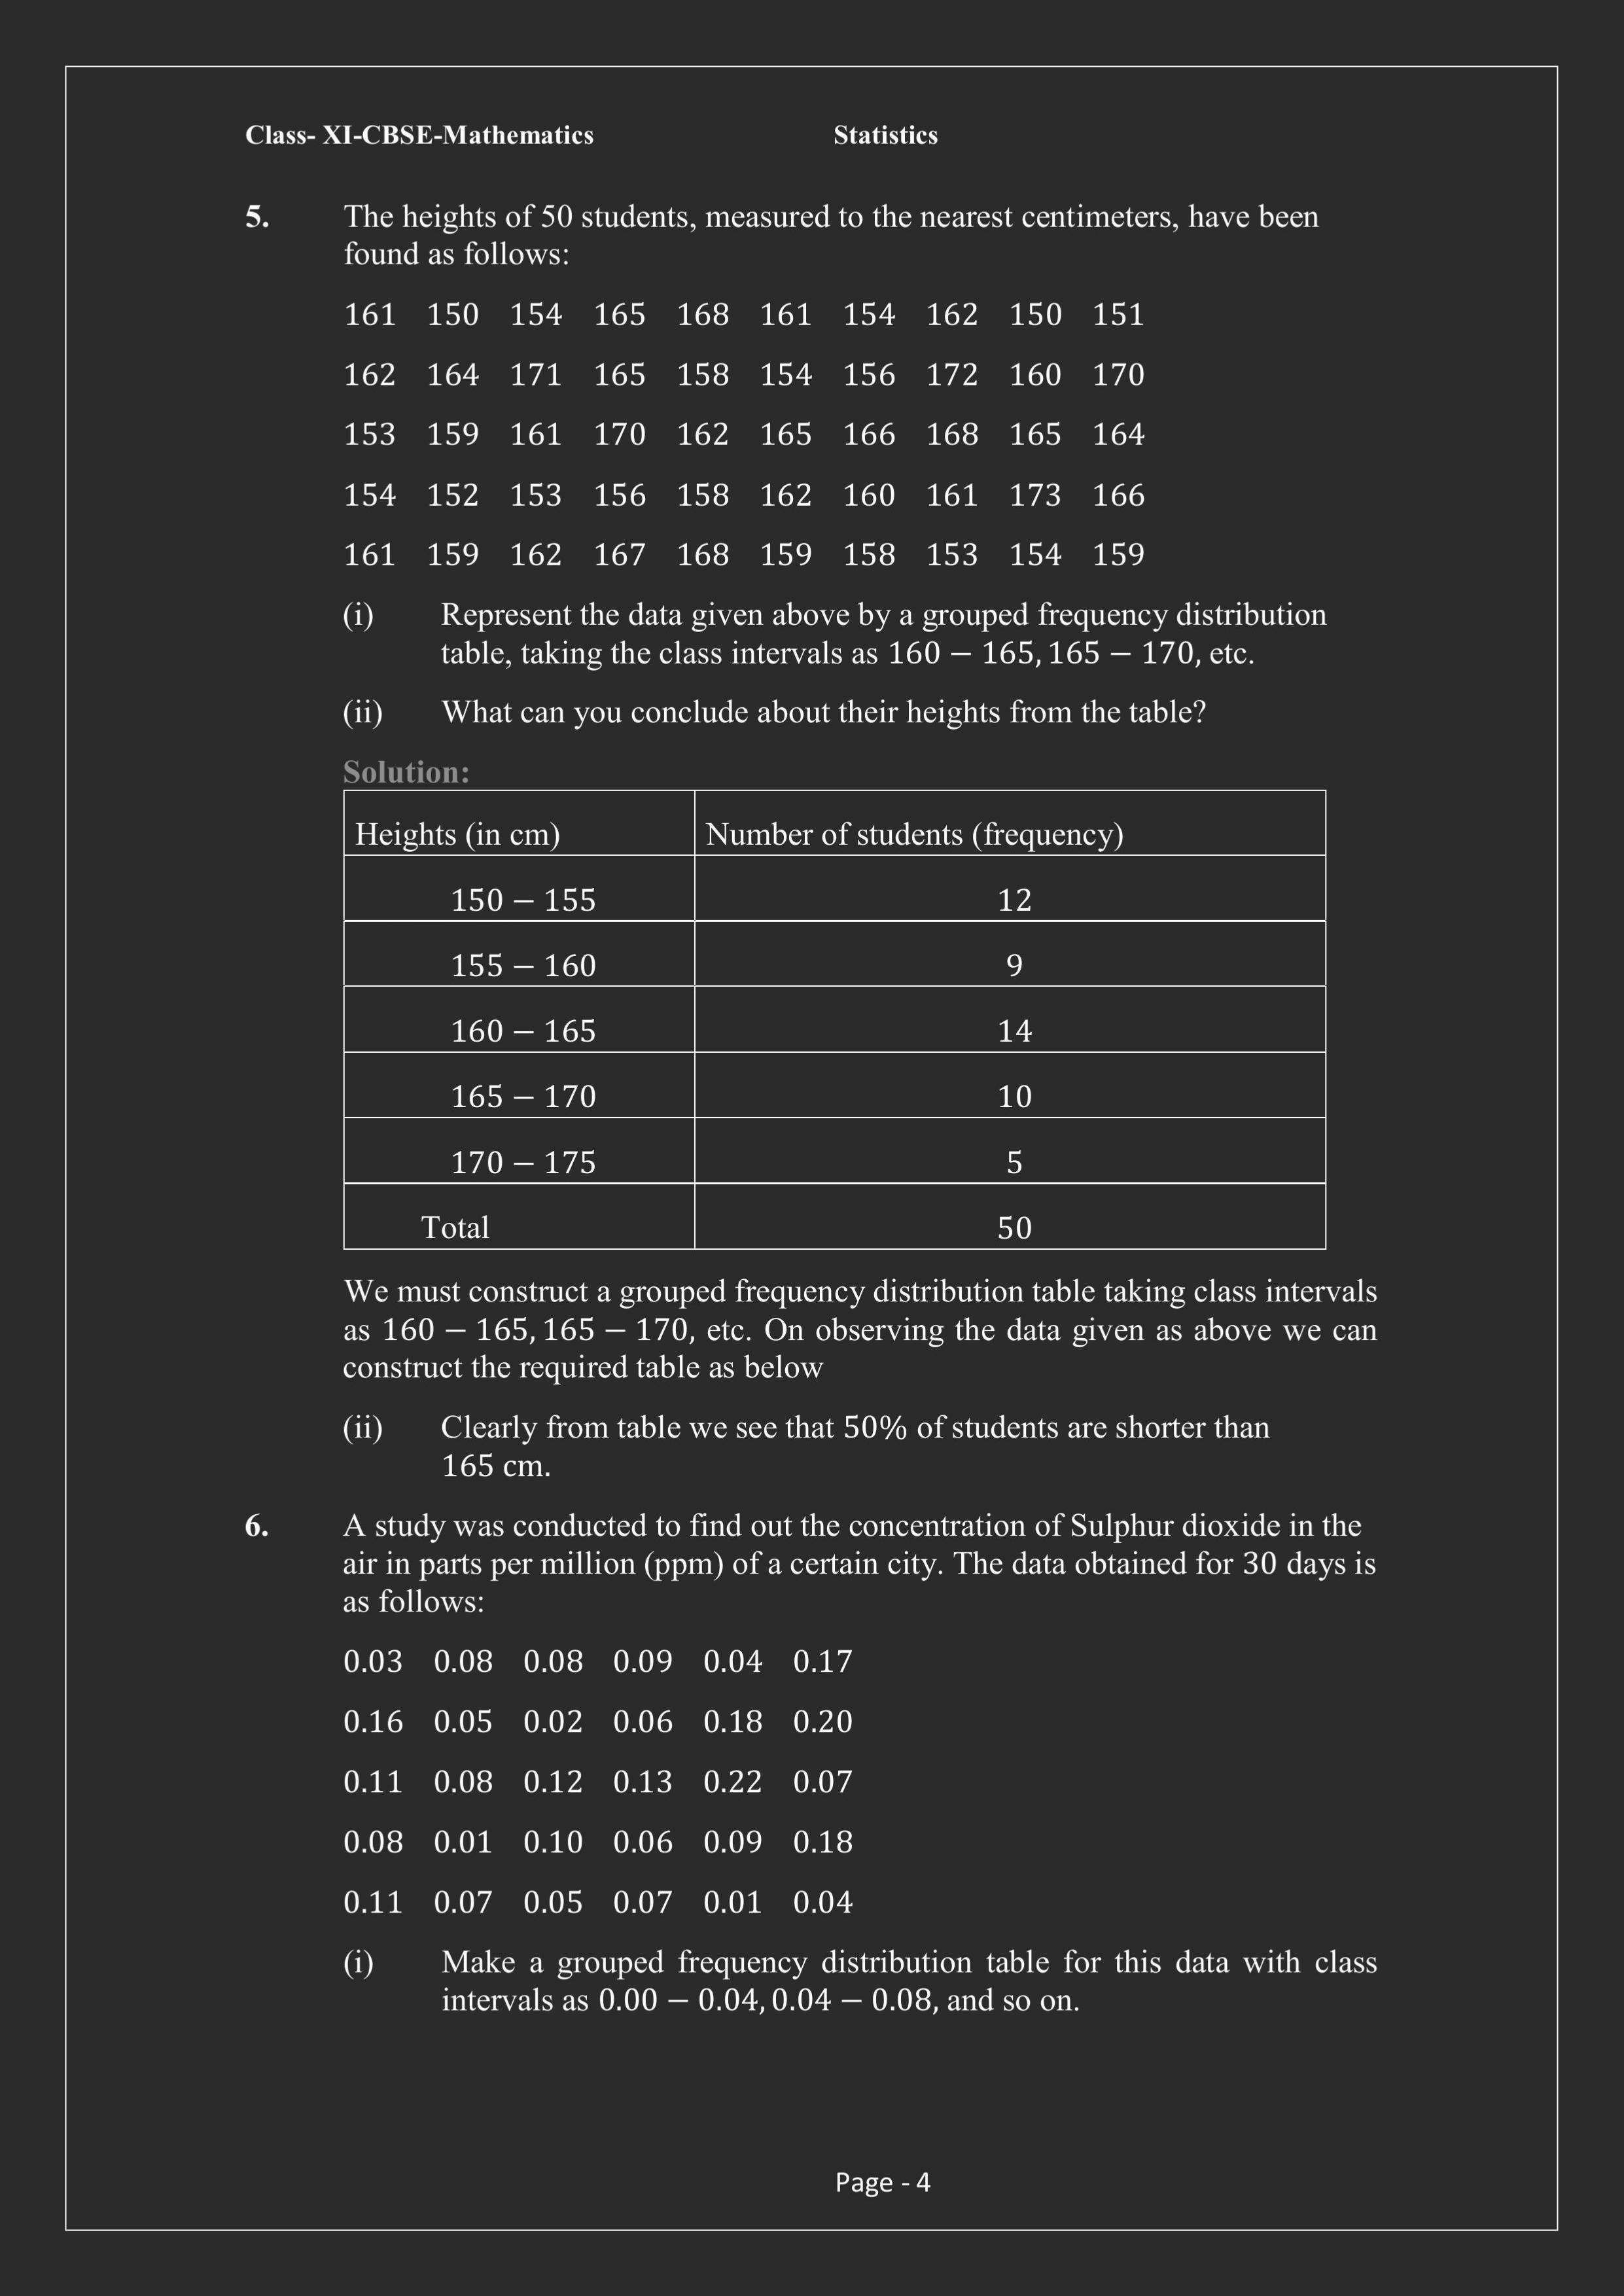 Class- XI-CBSE-Mathematics Statistics
5. The heights of 50 students, measured to the nearest centimeters, have been
found as follows:
161 150 154 165 168 161 154 162 150 151
162 164 171 165 158 154 156 172 160 170
153 159 161 170 162 165 166 168 165 164
154 152 153 156 158 162 160 161 173 166
161 159 162 167 168 159 158 153 154 159
(i) Represent the data given above by a grouped frequency distribution
table, taking the class intervals as 160 − 165, 165 − 170, etc.
(ii) What can you conclude about their heights from the table?
Solution:
Heights (in cm) Number of students (frequency)
150 − 155 12
155 − 160 9
160 − 165 14
165 − 170 10
170 − 175 5
Total 50
We must construct a grouped frequency distribution table taking class intervals
as 160 − 165, 165 − 170, etc. On observing the data given as above we can
construct the required table as below
(ii) Clearly from table we see that 50% of students are shorter than
165 cm.
6. A study was conducted to find out the concentration of Sulphur dioxide in the
air in parts per million (ppm) of a certain city. The data obtained for 30 days is
as follows:
0.03 0.08 0.08 0.09 0.04 0.17
0.16 0.05 0.02 0.06 0.18 0.20
0.11 0.08 0.12 0.13 0.22 0.07
0.08 0.01 0.10 0.06 0.09 0.18
0.11 0.07 0.05 0.07 0.01 0.04
(i) Make a grouped frequency distribution table for this data with class
intervals as 0.00 − 0.04, 0.04 − 0.08, and so on.
Page - 4